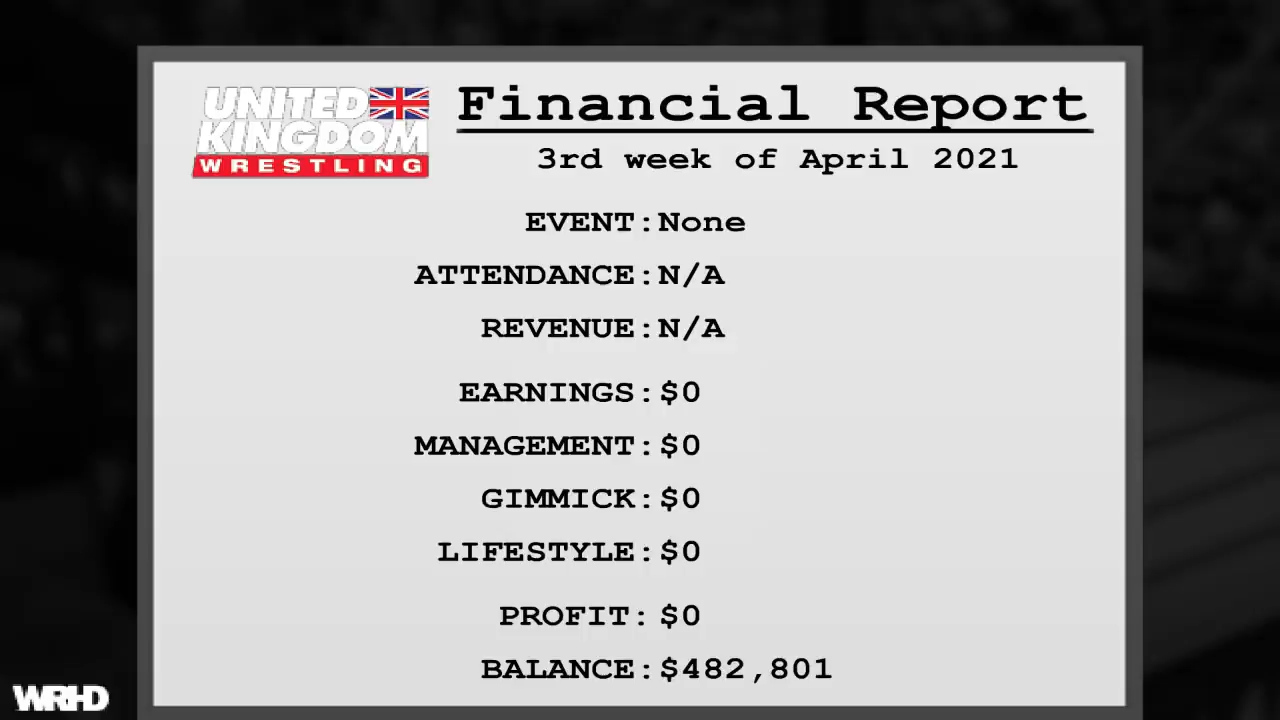 UNITED
KINGDOM
WRESTLING
Financial Report
3rd week of April 2021
EVENT:None
ATTENDANCE:N/A
REVENUE:N/A
EARNINGS:$0
MANAGEMENT:$0
GIMMICK:$0
LIFESTYLE:$0
PROFIT:$0
BALANCE:$482,801
WRHD